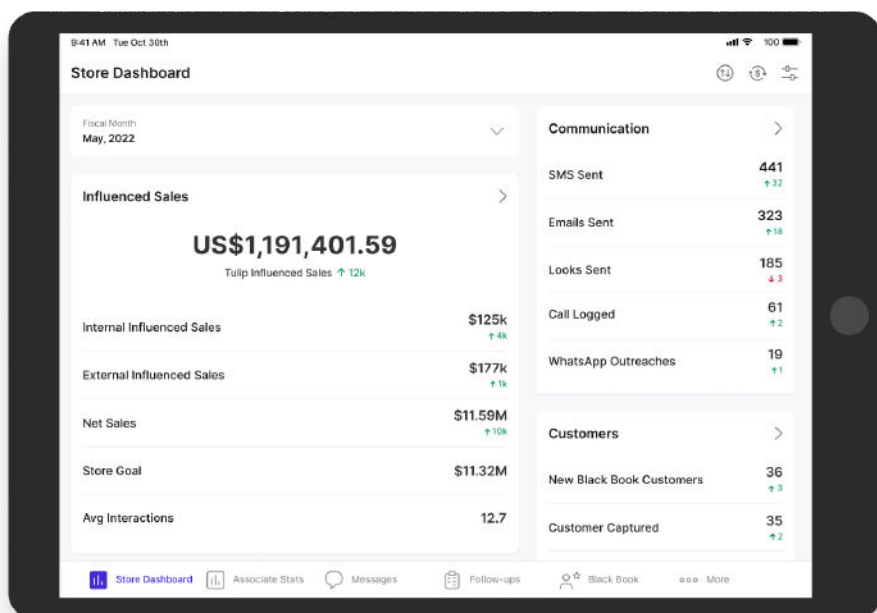 9:41 AM Tue Oct 30th
100
Store Dashboard
Fiscal Month
May, 2022
Influenced Sales
US$1,191,401.59
Tulip Influenced Sales ↑ 12k
Internal Influenced Sales
$125k
↑ 4k
External Influenced Sales
$177k
↑ 1k
Net Sales
$11.59M
↑ 10k
Store Goal
$11.32M
Avg Interactions
12.7
Communication
SMS Sent
441
↑ 32
Emails Sent
323
↑ 18
Looks Sent
185
↓ 3
Call Logged
61
↑ 2
WhatsApp Outreaches
19
↑ 1
Customers
New Black Book Customers
36
↑ 3
Customer Captured
35
↑ 2
Store Dashboard
Associate Stats
Messages
Follow-ups
Black Book
More